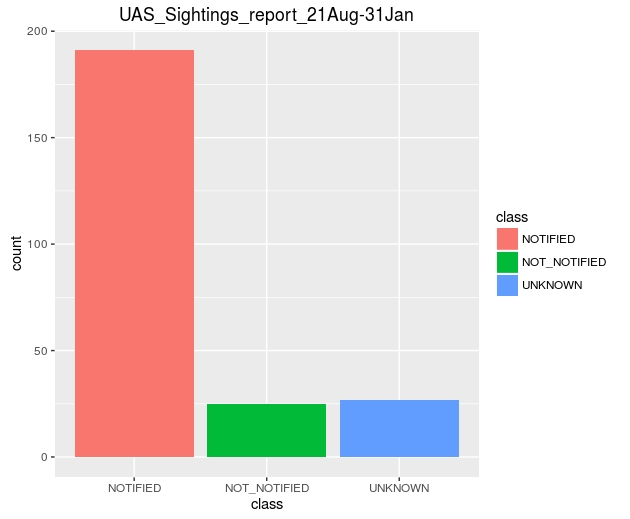 UAS_Sightings_report_21Aug-31Jan
200
150
100
50
0
count
NOTIFIED
NOT_NOTIFIED
UNKNOWN
class
class
NOTIFIED
NOT_NOTIFIED
UNKNOWN